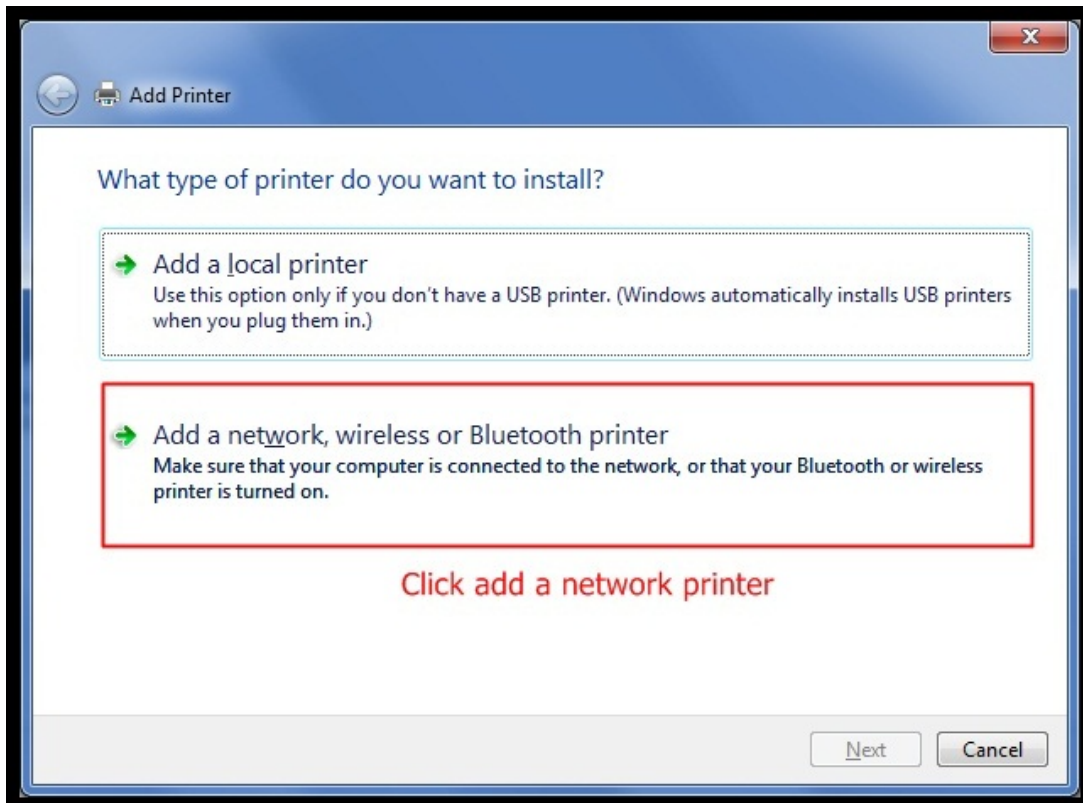 Add Printer
What type of printer do you want to install?
Add a local printer
Use this option only if you don't have a USB printer. (Windows automatically installs USB printers
when you plug them in.)
Add a network, wireless or Bluetooth printer
Make sure that your computer is connected to the network, or that your Bluetooth or wireless
printer is turned on.
Click add a network printer
Next
Cancel